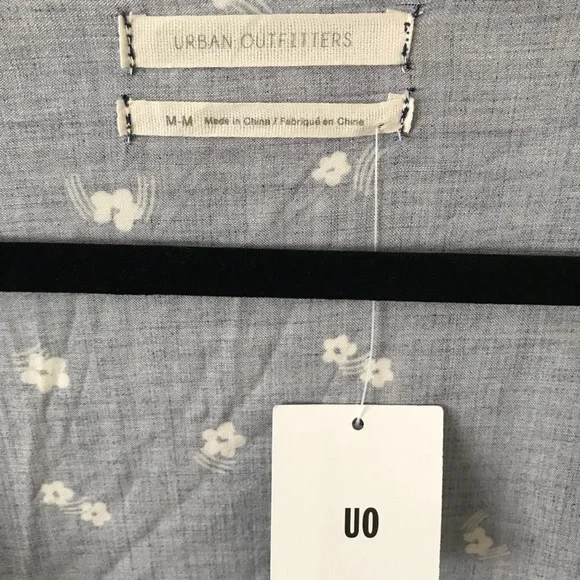 URBAN OUTFITTERS
M-M Made in China / Fabriqué en Chine
UO